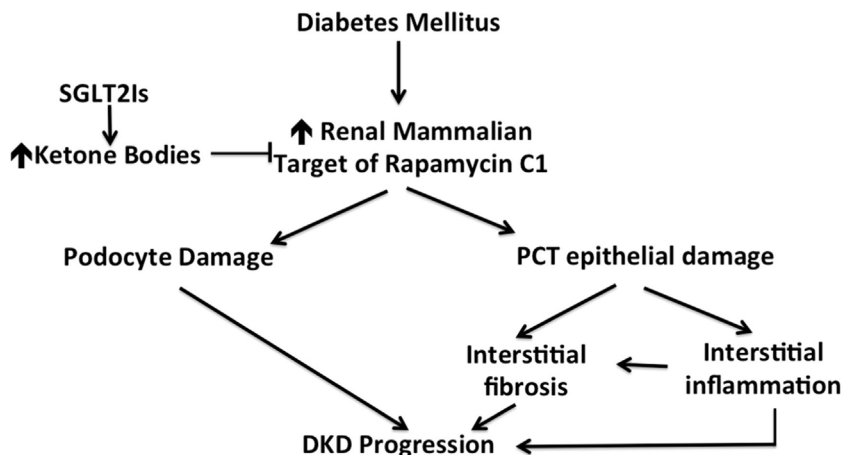 Diabetes Mellitus
SGLT2Is
Renal Mammalian
Ketone Bodies
Target of Rapamycin C1
Podocyte Damage
PCT epithelial damage
Interstitial
fibrosis
Interstitial
inflammation
DKD Progression